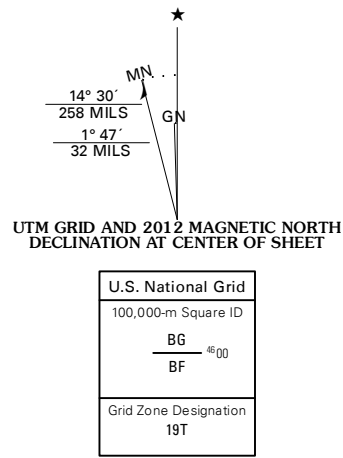 ★
MN
14° 30´
258 MILS
GN
1° 47´
32 MILS
UTM GRID AND 2012 MAGNETIC NORTH
DECLINATION AT CENTER OF SHEET
U.S. National Grid
100,000-m Square ID
BG
4600
BF
Grid Zone Designation
19T